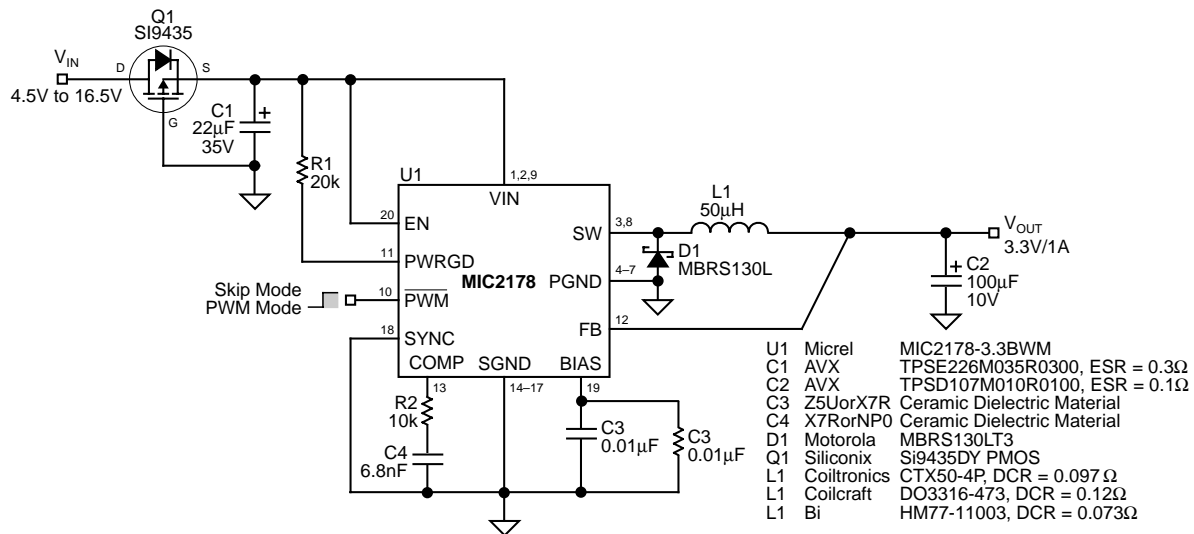 Q1
SI9435
VIN
D
S
G
4.5V to 16.5V
C1
22µF
35V
+
R1
20k
U1
1,2,9
VIN
20
EN
11
PWRGD
MIC2178
Skip Mode
PWM Mode
10
PWM
18
SYNC
COMP
13
SGND
14–17
BIAS
19
SW
3,8
PGND
4–7
FB
12
L1
50µH
D1
MBRS130L
VOUT
3.3V/1A
+
C2
100µF
10V
R2
10k
C4
6.8nF
C3
0.01µF
C3
0.01µF
U1 Micrel MIC2178-3.3BWM
C1 AVX TPSE226M035R0300, ESR = 0.3Ω
C2 AVX TPSD107M010R0100, ESR = 0.1Ω
C3 Z5UorX7R Ceramic Dielectric Material
C4 X7RorNP0 Ceramic Dielectric Material
D1 Motorola MBRS130LT3
Q1 Siliconix Si9435DY PMOS
L1 Coiltronics CTX50-4P, DCR = 0.097Ω
L1 Coilcraft DO3316-473, DCR = 0.12Ω
L1 Bi HM77-11003, DCR = 0.073Ω